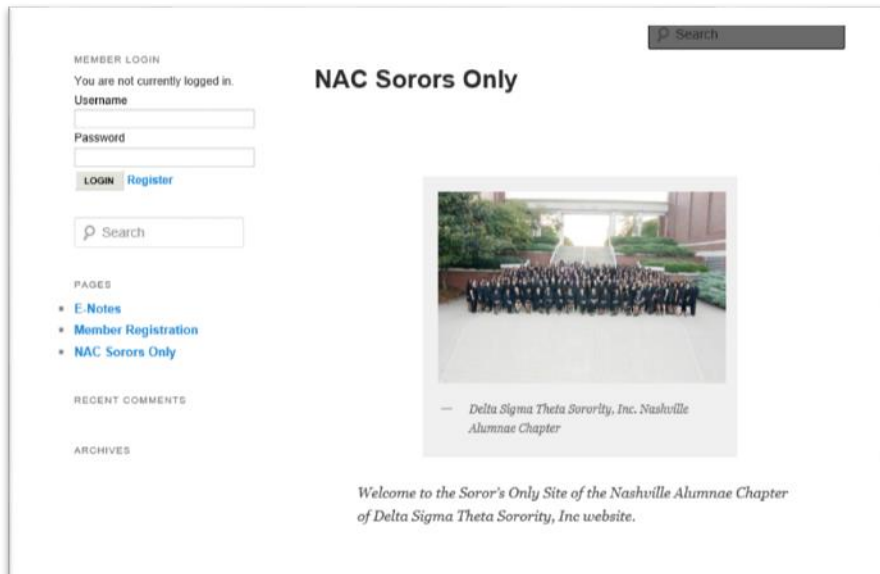 Search
MEMBER LOGIN
You are not currently logged in.
Username
Password
LOGIN Register
Search
PAGES
E-Notes
Member Registration
NAC Sorors Only
RECENT COMMENTS
ARCHIVES
NAC Sorors Only
— Delta Sigma Theta Sorority, Inc. Nashville
Alumnae Chapter
Welcome to the Soror's Only Site of the Nashville Alumnae Chapter
of Delta Sigma Theta Sorority, Inc website.